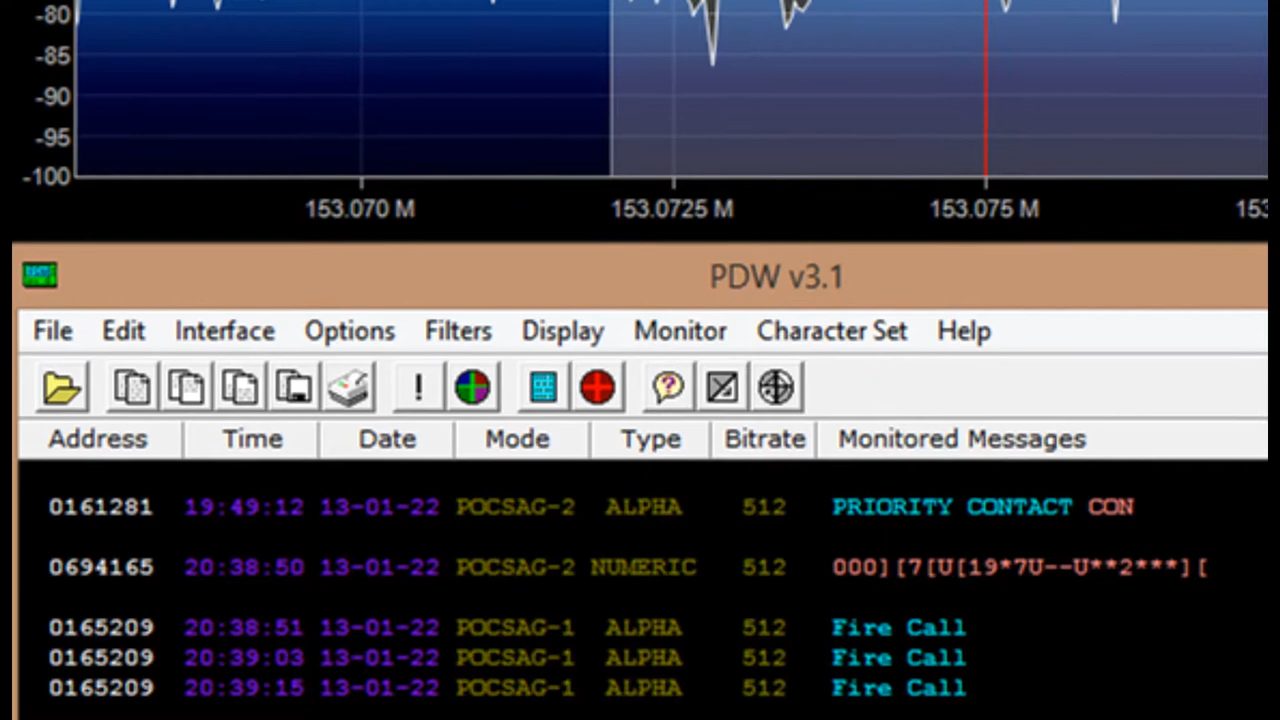 -80
-85
-90
-95
-100
153.070 M 153.0725 M 153.075 M 153
PDW v3.1
File Edit Interface Options Filters Display Monitor Character Set Help
Address Time Date Mode Type Bitrate Monitored Messages
0161281 19:49:12 13-01-22 POCSAG-2 ALPHA 512 PRIORITY CONTACT CON
0694165 20:38:50 13-01-22 POCSAG-2 NUMERIC 512 000][7[U[19*7U--U**2***][
0165209 20:38:51 13-01-22 POCSAG-1 ALPHA 512 Fire Call
0165209 20:39:03 13-01-22 POCSAG-1 ALPHA 512 Fire Call
0165209 20:39:15 13-01-22 POCSAG-1 ALPHA 512 Fire Call